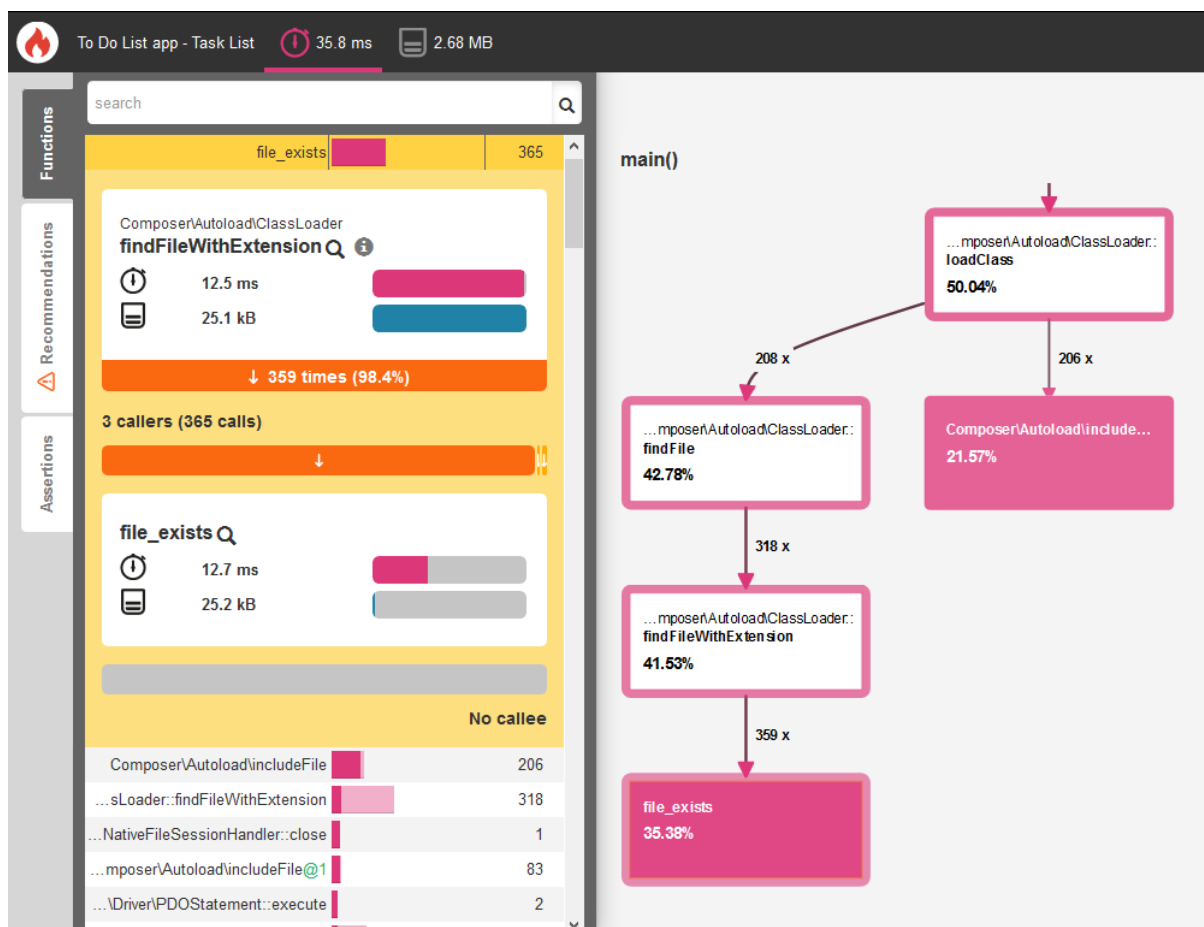 To Do List app - Task List 35.8 ms 2.68 MB
Functions
Recommendations
Assertions
search
file_exists 365
Composer\Autoload\ClassLoader
findFileWithExtension
12.5 ms
25.1 kB
↓ 359 times (98.4%)
3 callers (365 calls)
↓
file_exists
12.7 ms
25.2 kB
No callee
Composer\Autoload\includeFile 206
...sLoader::findFileWithExtension 318
...NativeFileSessionHandler::close 1
...mposer\Autoload\includeFile@1 83
...\Driver\PDOStatement::execute 2
main()
...mposer\Autoload\ClassLoader::
loadClass
50.04%
208 x
206 x
...mposer\Autoload\ClassLoader::
findFile
42.78%
Composer\Autoload\include...
21.57%
318 x
...mposer\Autoload\ClassLoader::
findFileWithExtension
41.53%
359 x
file_exists
35.38%